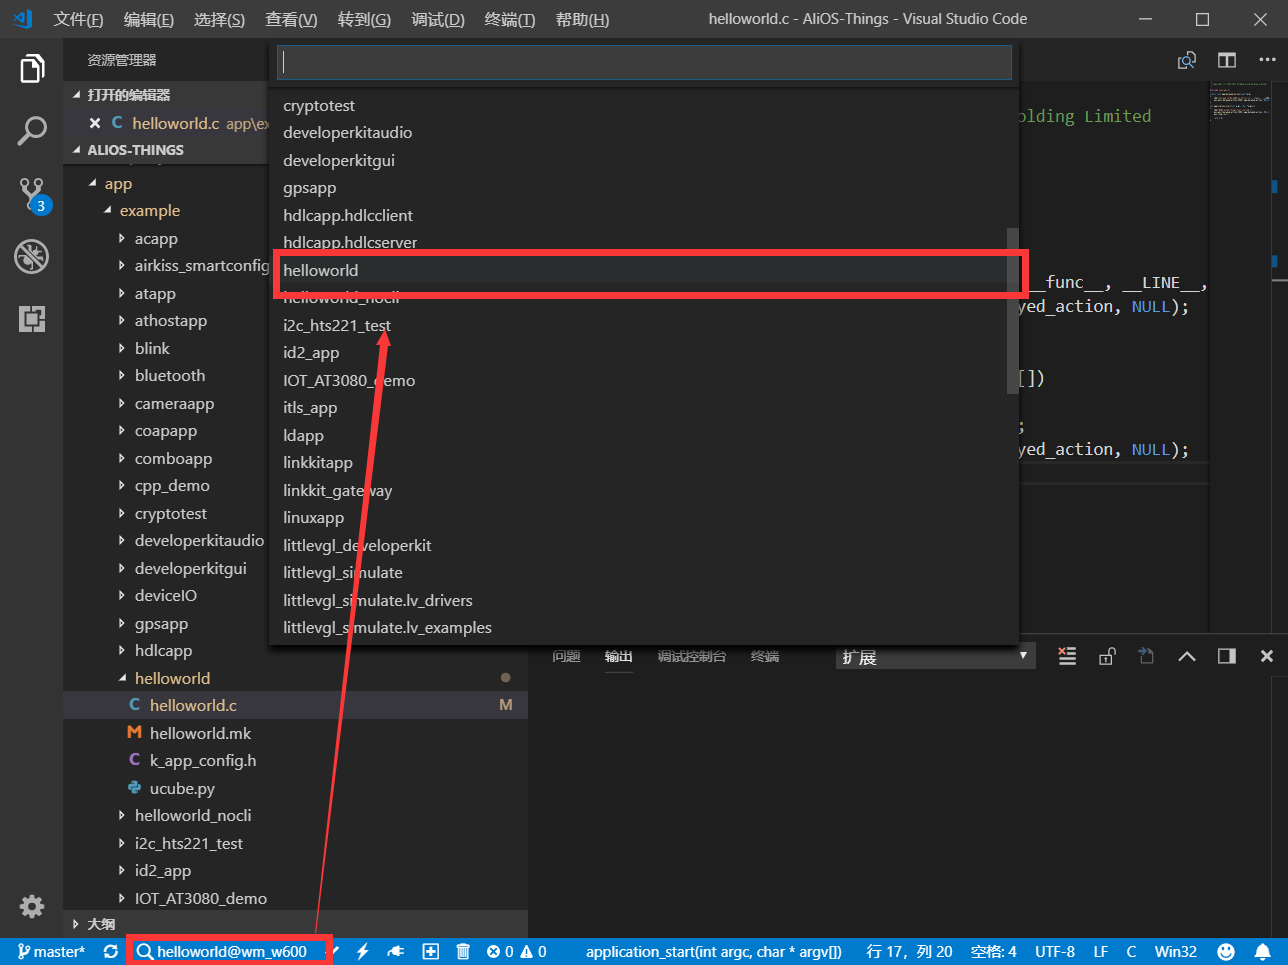 文件(F) 编辑(E) 选择(S) 查看(V) 转到(G) 调试(D) 终端(T) 帮助(H) helloworld.c - AliOS-Things - Visual Studio Code
资源管理器
打开的编辑器
helloworld.c app\ex
ALIOS-THINGS
app
example
acapp
airkiss_smartconfig
atapp
athostapp
blink
bluetooth
cameraapp
coapapp
comboapp
cpp_demo
cryptotest
developerkitaudio
developerkitgui
deviceIO
gpsapp
hdlcapp
helloworld
helloworld.c M
helloworld.mk
k_app_config.h
ucube.py
helloworld_nocli
i2c_hts221_test
id2_app
IOT_AT3080_demo
大纲
3
cryptotest
developerkitaudio
developerkitgui
gpsapp
hdlcapp.hdlcclient
hdlcapp.hdlcserver
helloworld
helloworld_nocli
i2c_hts221_test
id2_app
IOT_AT3080_demo
itls_app
ldapp
linkkitapp
linkkit_gateway
linuxapp
littlevgl_developerkit
littlevgl_simulate
littlevgl_simulate.lv_drivers
littlevgl_simulate.lv_examples
olding Limited
_func__, __LINE__,
yed_action, NULL);
[])
;
yed_action, NULL);
问题 输出 调试控制台 终端 扩展
master* helloworld@wm_w600 0 0 application_start(int argc, char * argv[]) 行 17，列 20 空格: 4 UTF-8 LF C Win32